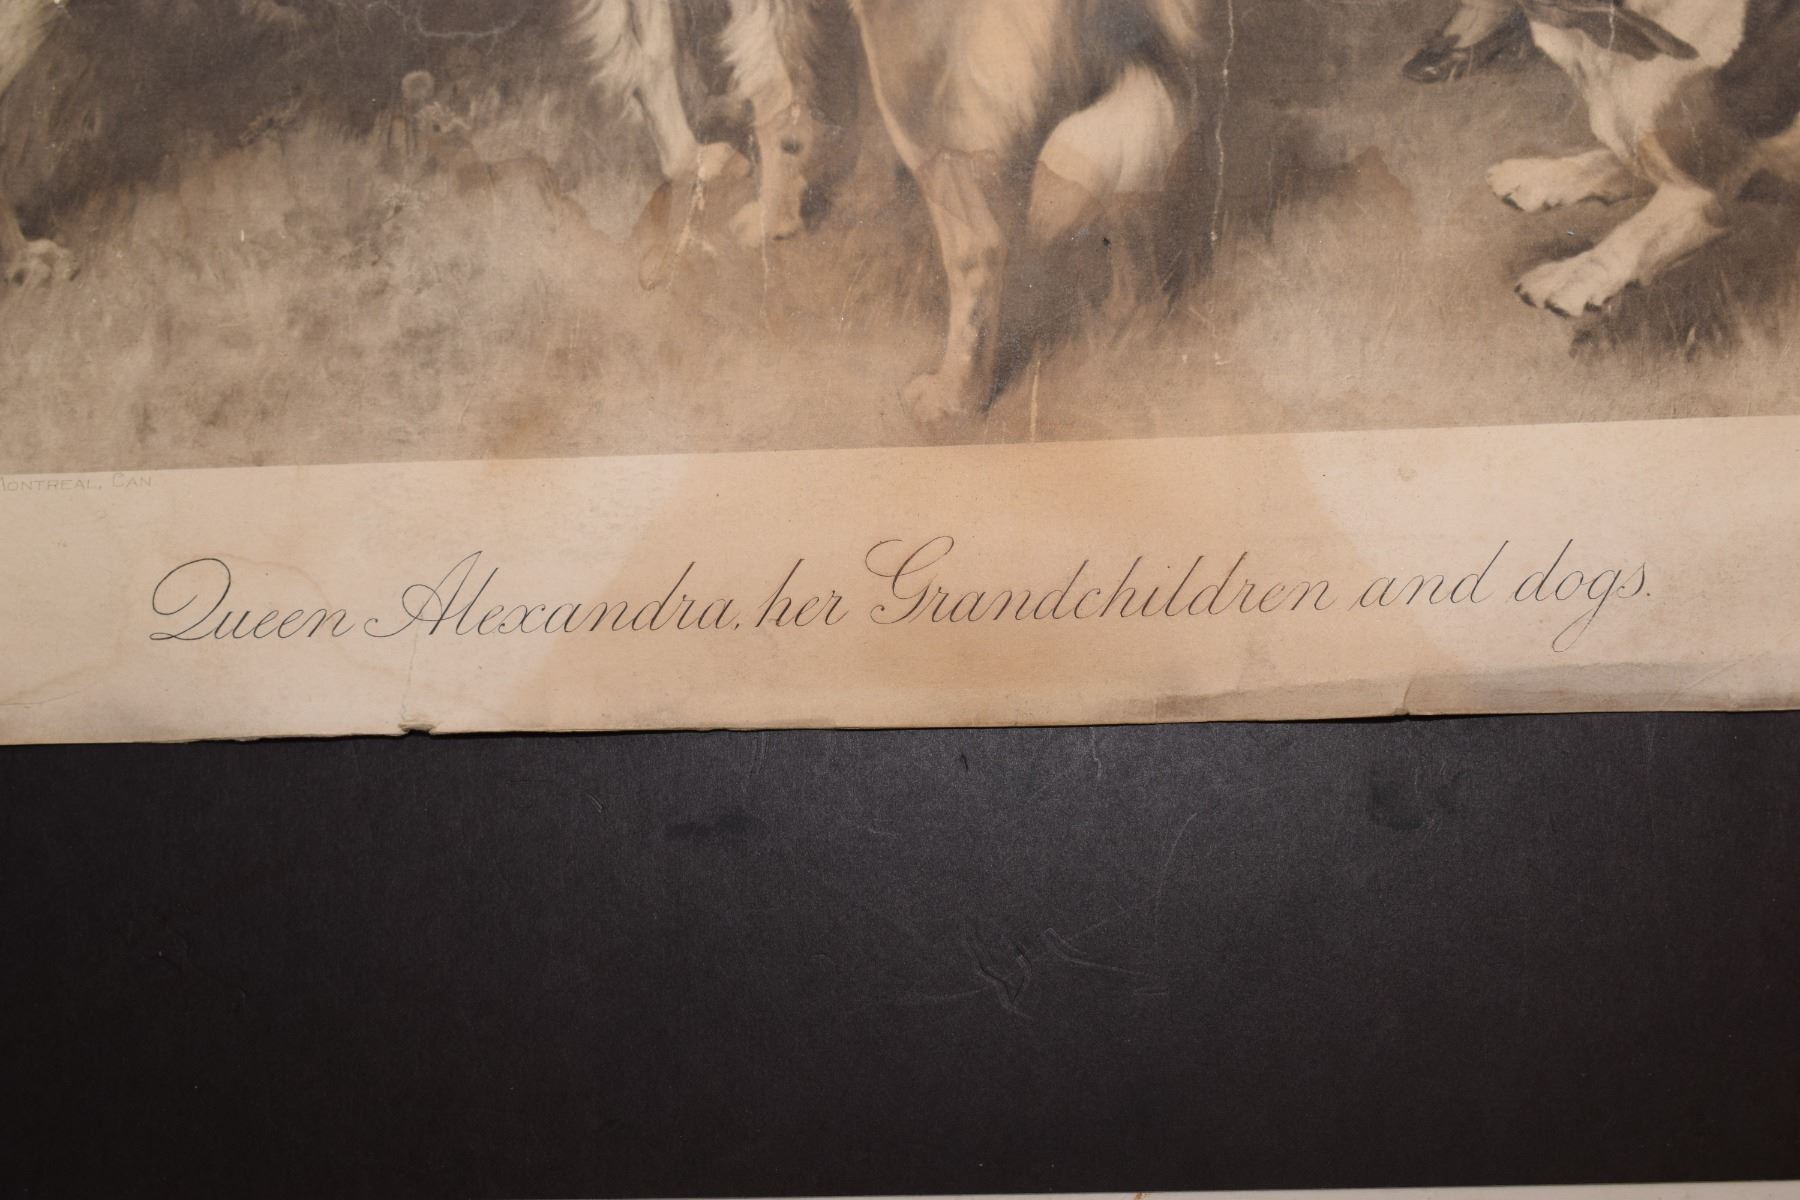 Montreal, Can
Queen Alexandra, her Grandchildren and dogs.